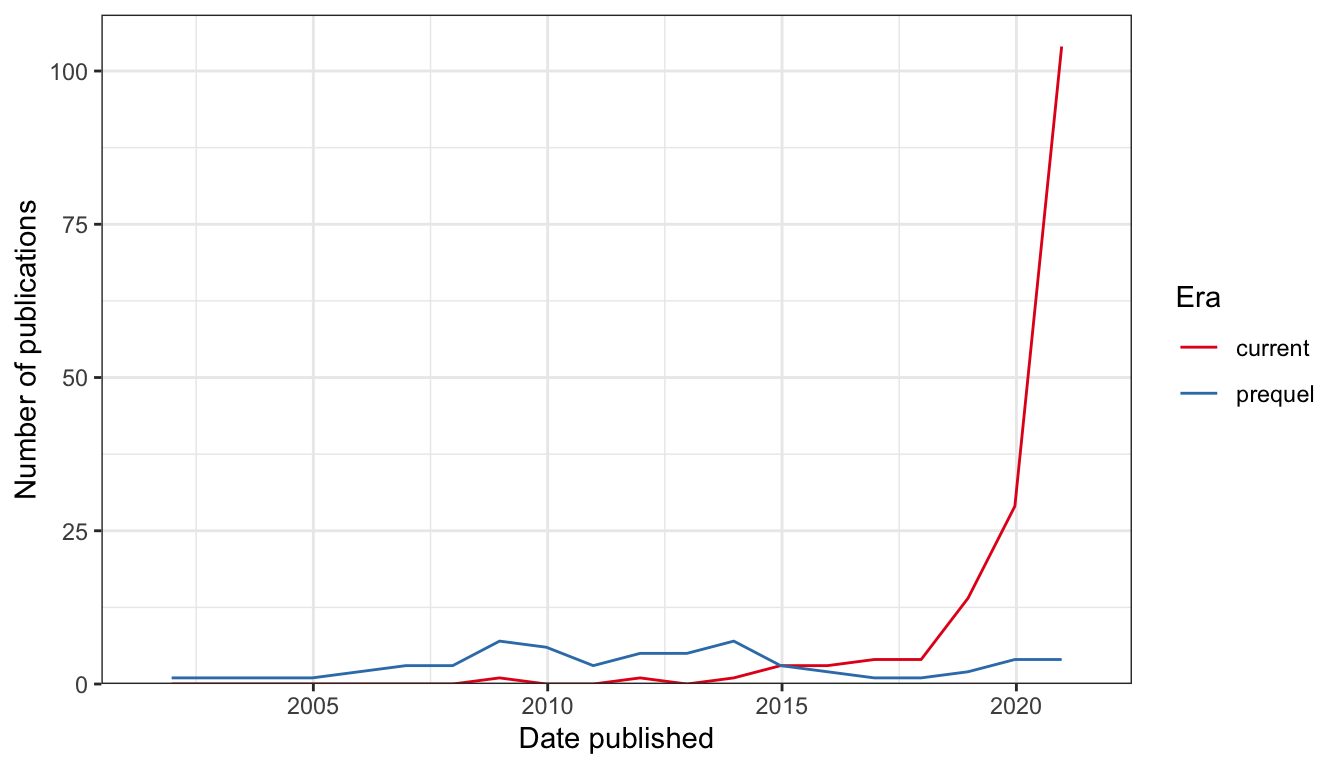 Number of publications
100
75
50
25
0
2005 2010 2015 2020
Date published
Era
current
prequel